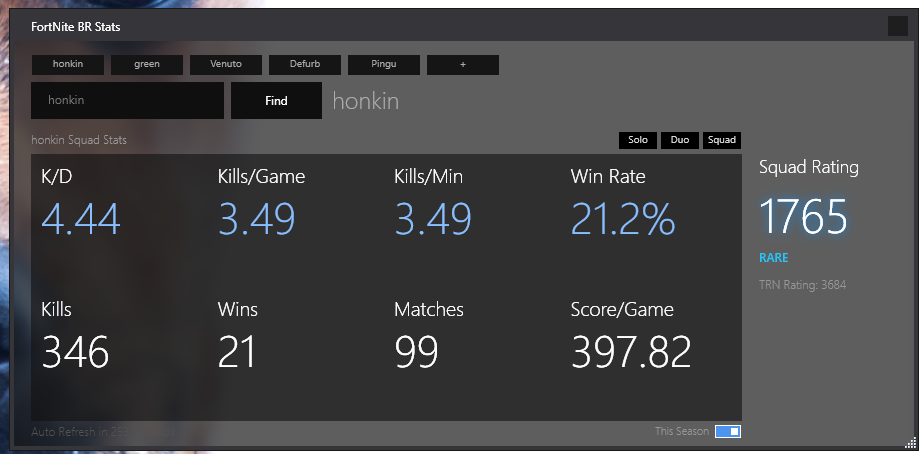 FortNite BR Stats
honkin green Venuto Defurb Pingu +
honkin Find honkin
honkin Squad Stats Solo Duo Squad
K/D Kills/Game Kills/Min Win Rate
4.44 3.49 3.49 21.2%
Kills Wins Matches Score/Game
346 21 99 397.82
Squad Rating
1765
RARE
TRN Rating: 3684
Auto Refresh in
This Season